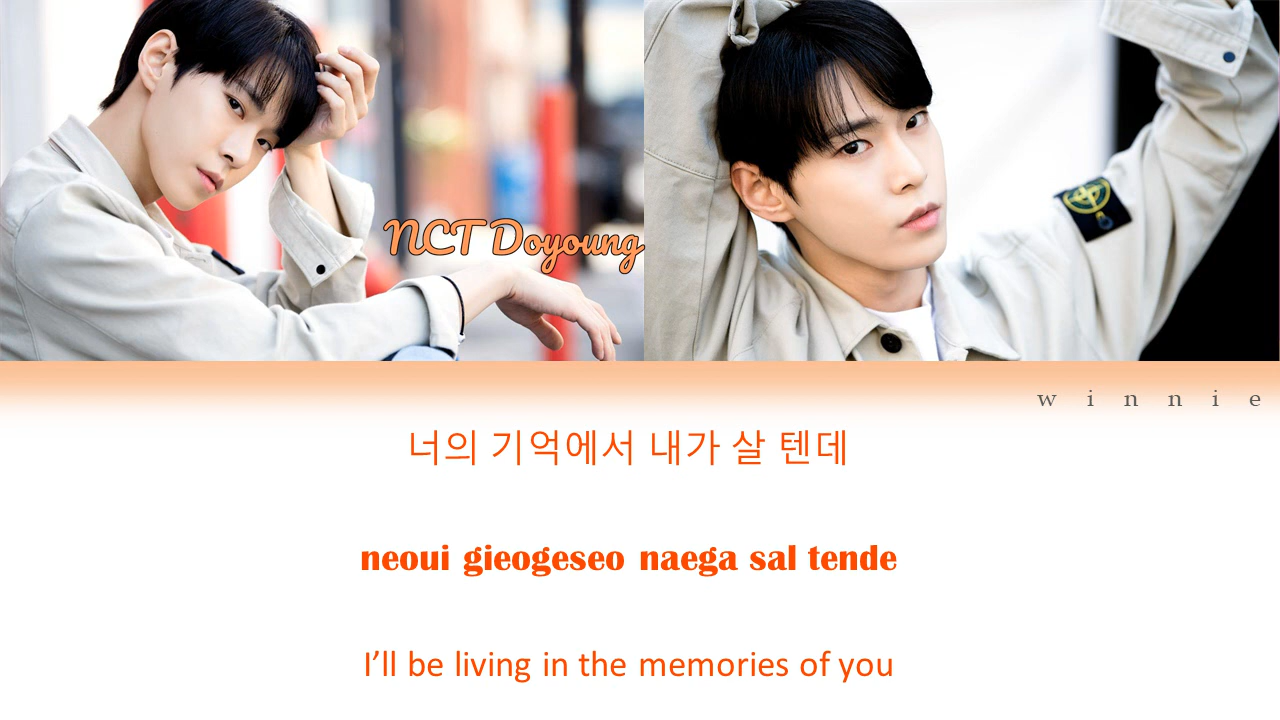 NCT Doyoung
winnie
너의 기억에서 내가 살 텐데
neoui gieogeseo naega sal tende
I’ll be living in the memories of you